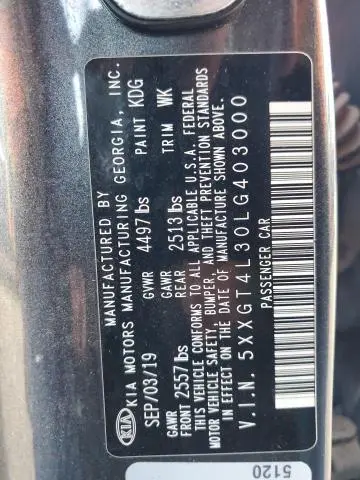 MANUFACTURED BY
KIA KIA MOTORS MANUFACTURING GEORGIA, INC.
SEP/03/19 GVWR 4497 lbs PAINT KDG
GAWR FRONT 2557 lbs GAWR REAR 2513 lbs TRIM WK
THIS VEHICLE CONFORMS TO ALL APPLICABLE U.S.A. FEDERAL
MOTOR VEHICLE SAFETY, BUMPER, AND THEFT PREVENTION STANDARDS
IN EFFECT ON THE DATE OF MANUFACTURE SHOWN ABOVE.
V.I.N. 5XXGT4L30LG403000
PASSENGER CAR
5120